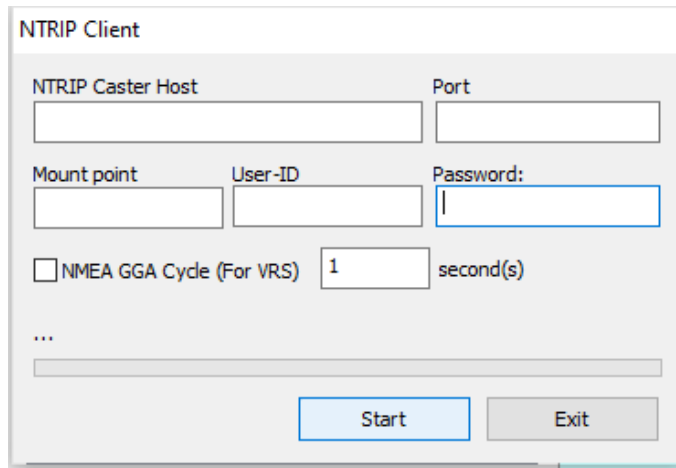 NTRIP Client
NTRIP Caster Host Port
Mount point User-ID Password:
NMEA GGA Cycle (For VRS) 1 second(s)
...
Start Exit